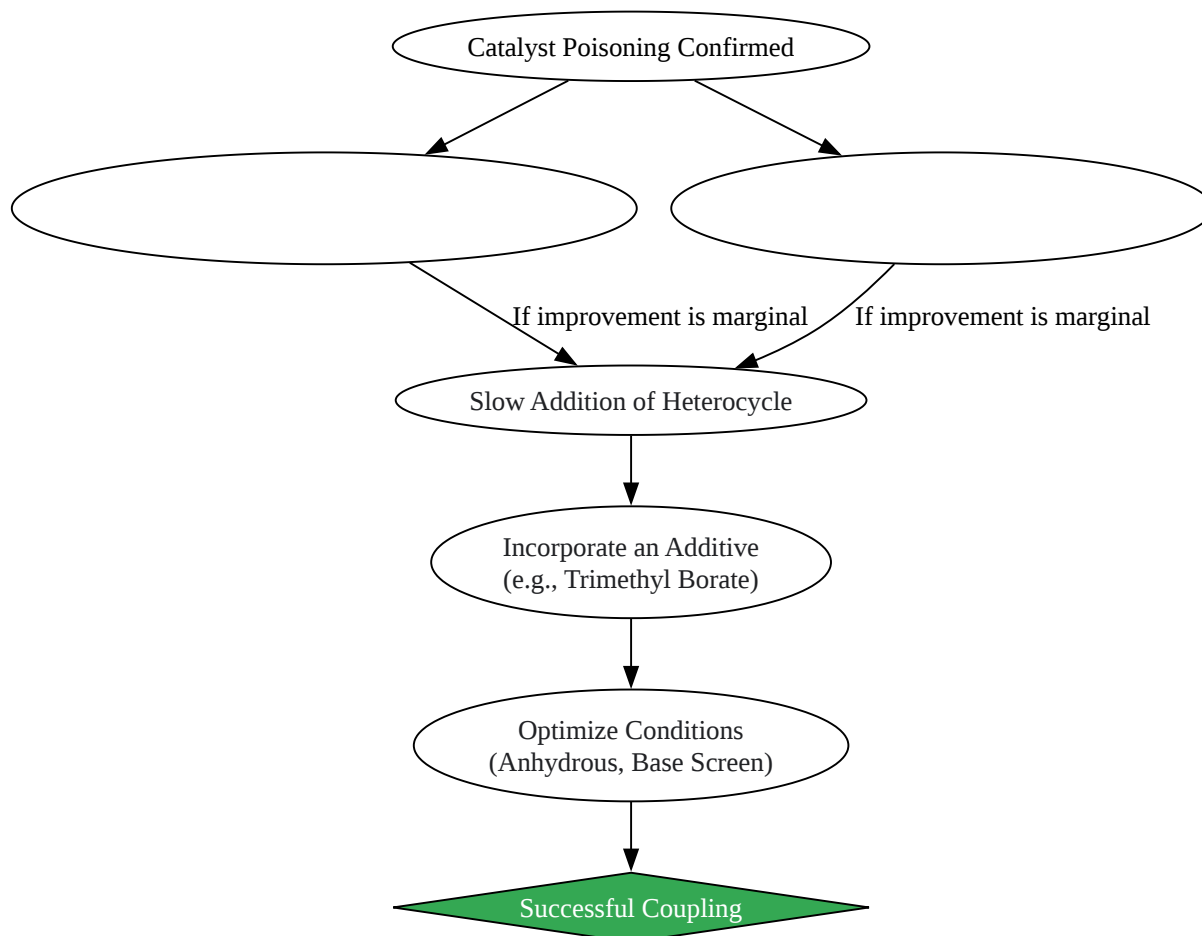 Catalyst Poisoning Confirmed
If improvement is marginal
If improvement is marginal
Slow Addition of Heterocycle
Incorporate an Additive
(e.g., Trimethyl Borate)
Optimize Conditions
(Anhydrous, Base Screen)
Successful Coupling